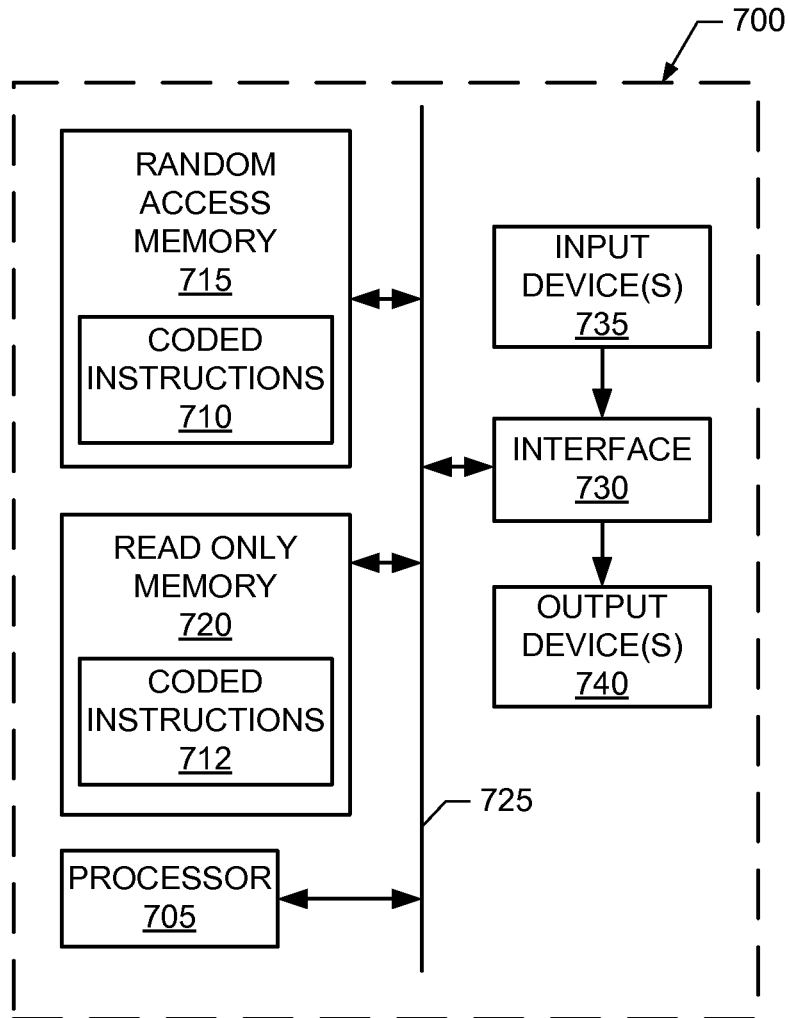 700
RANDOM
ACCESS
MEMORY
715
CODED
INSTRUCTIONS
710
READ ONLY
MEMORY
720
CODED
INSTRUCTIONS
712
PROCESSOR
705
725
INPUT
DEVICE(S)
735
INTERFACE
730
OUTPUT
DEVICE(S)
740